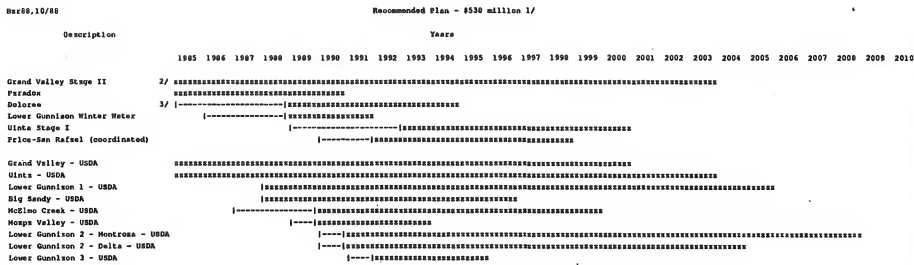 Bsr88,10/88 Recommended Plan - $530 million 1/
Description Years
1985 1986 1987 1988 1989 1990 1991 1992 1993 1994 1995 1996 1997 1998 1999 2000 2001 2002 2003 2004 2005 2006 2007 2008 2009 2010
Grand Valley Stage II 2/
Paradox
Dolores 3/
Lower Gunnison Winter Water
Uinta Stage I
Price-San Rafael (coordinated)
Grand Valley - USDA
Uinta - USDA
Lower Gunnison 1 - USDA
Big Sandy - USDA
McElmo Creek - USDA
Moapa Valley - USDA
Lower Gunnison 2 - Montrose - USDA
Lower Gunnison 2 - Delta - USDA
Lower Gunnison 3 - USDA